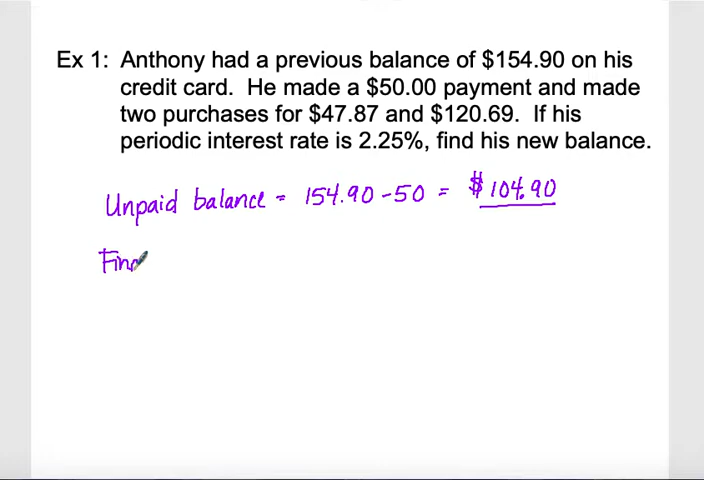 Ex 1: Anthony had a previous balance of $154.90 on his
credit card. He made a $50.00 payment and made
two purchases for $47.87 and $120.69. If his
periodic interest rate is 2.25%, find his new balance.
Unpaid balance = 154.90 - 50 = $104.90
Finc